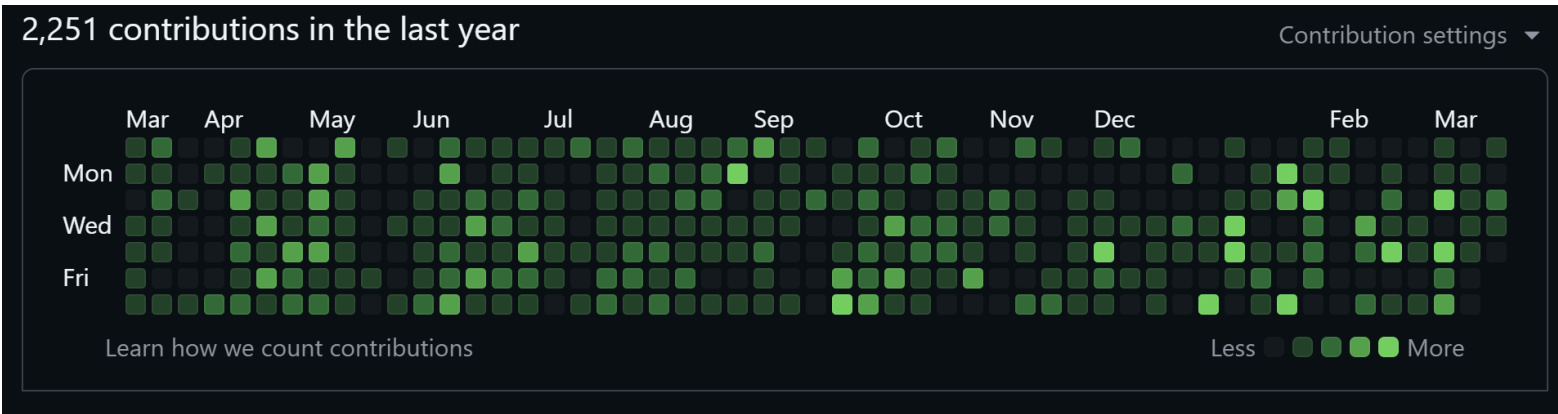 2,251 contributions in the last year
Contribution settings
Mar Apr May Jun Jul Aug Sep Oct Nov Dec Feb Mar
Mon
Wed
Fri
Learn how we count contributions
Less More